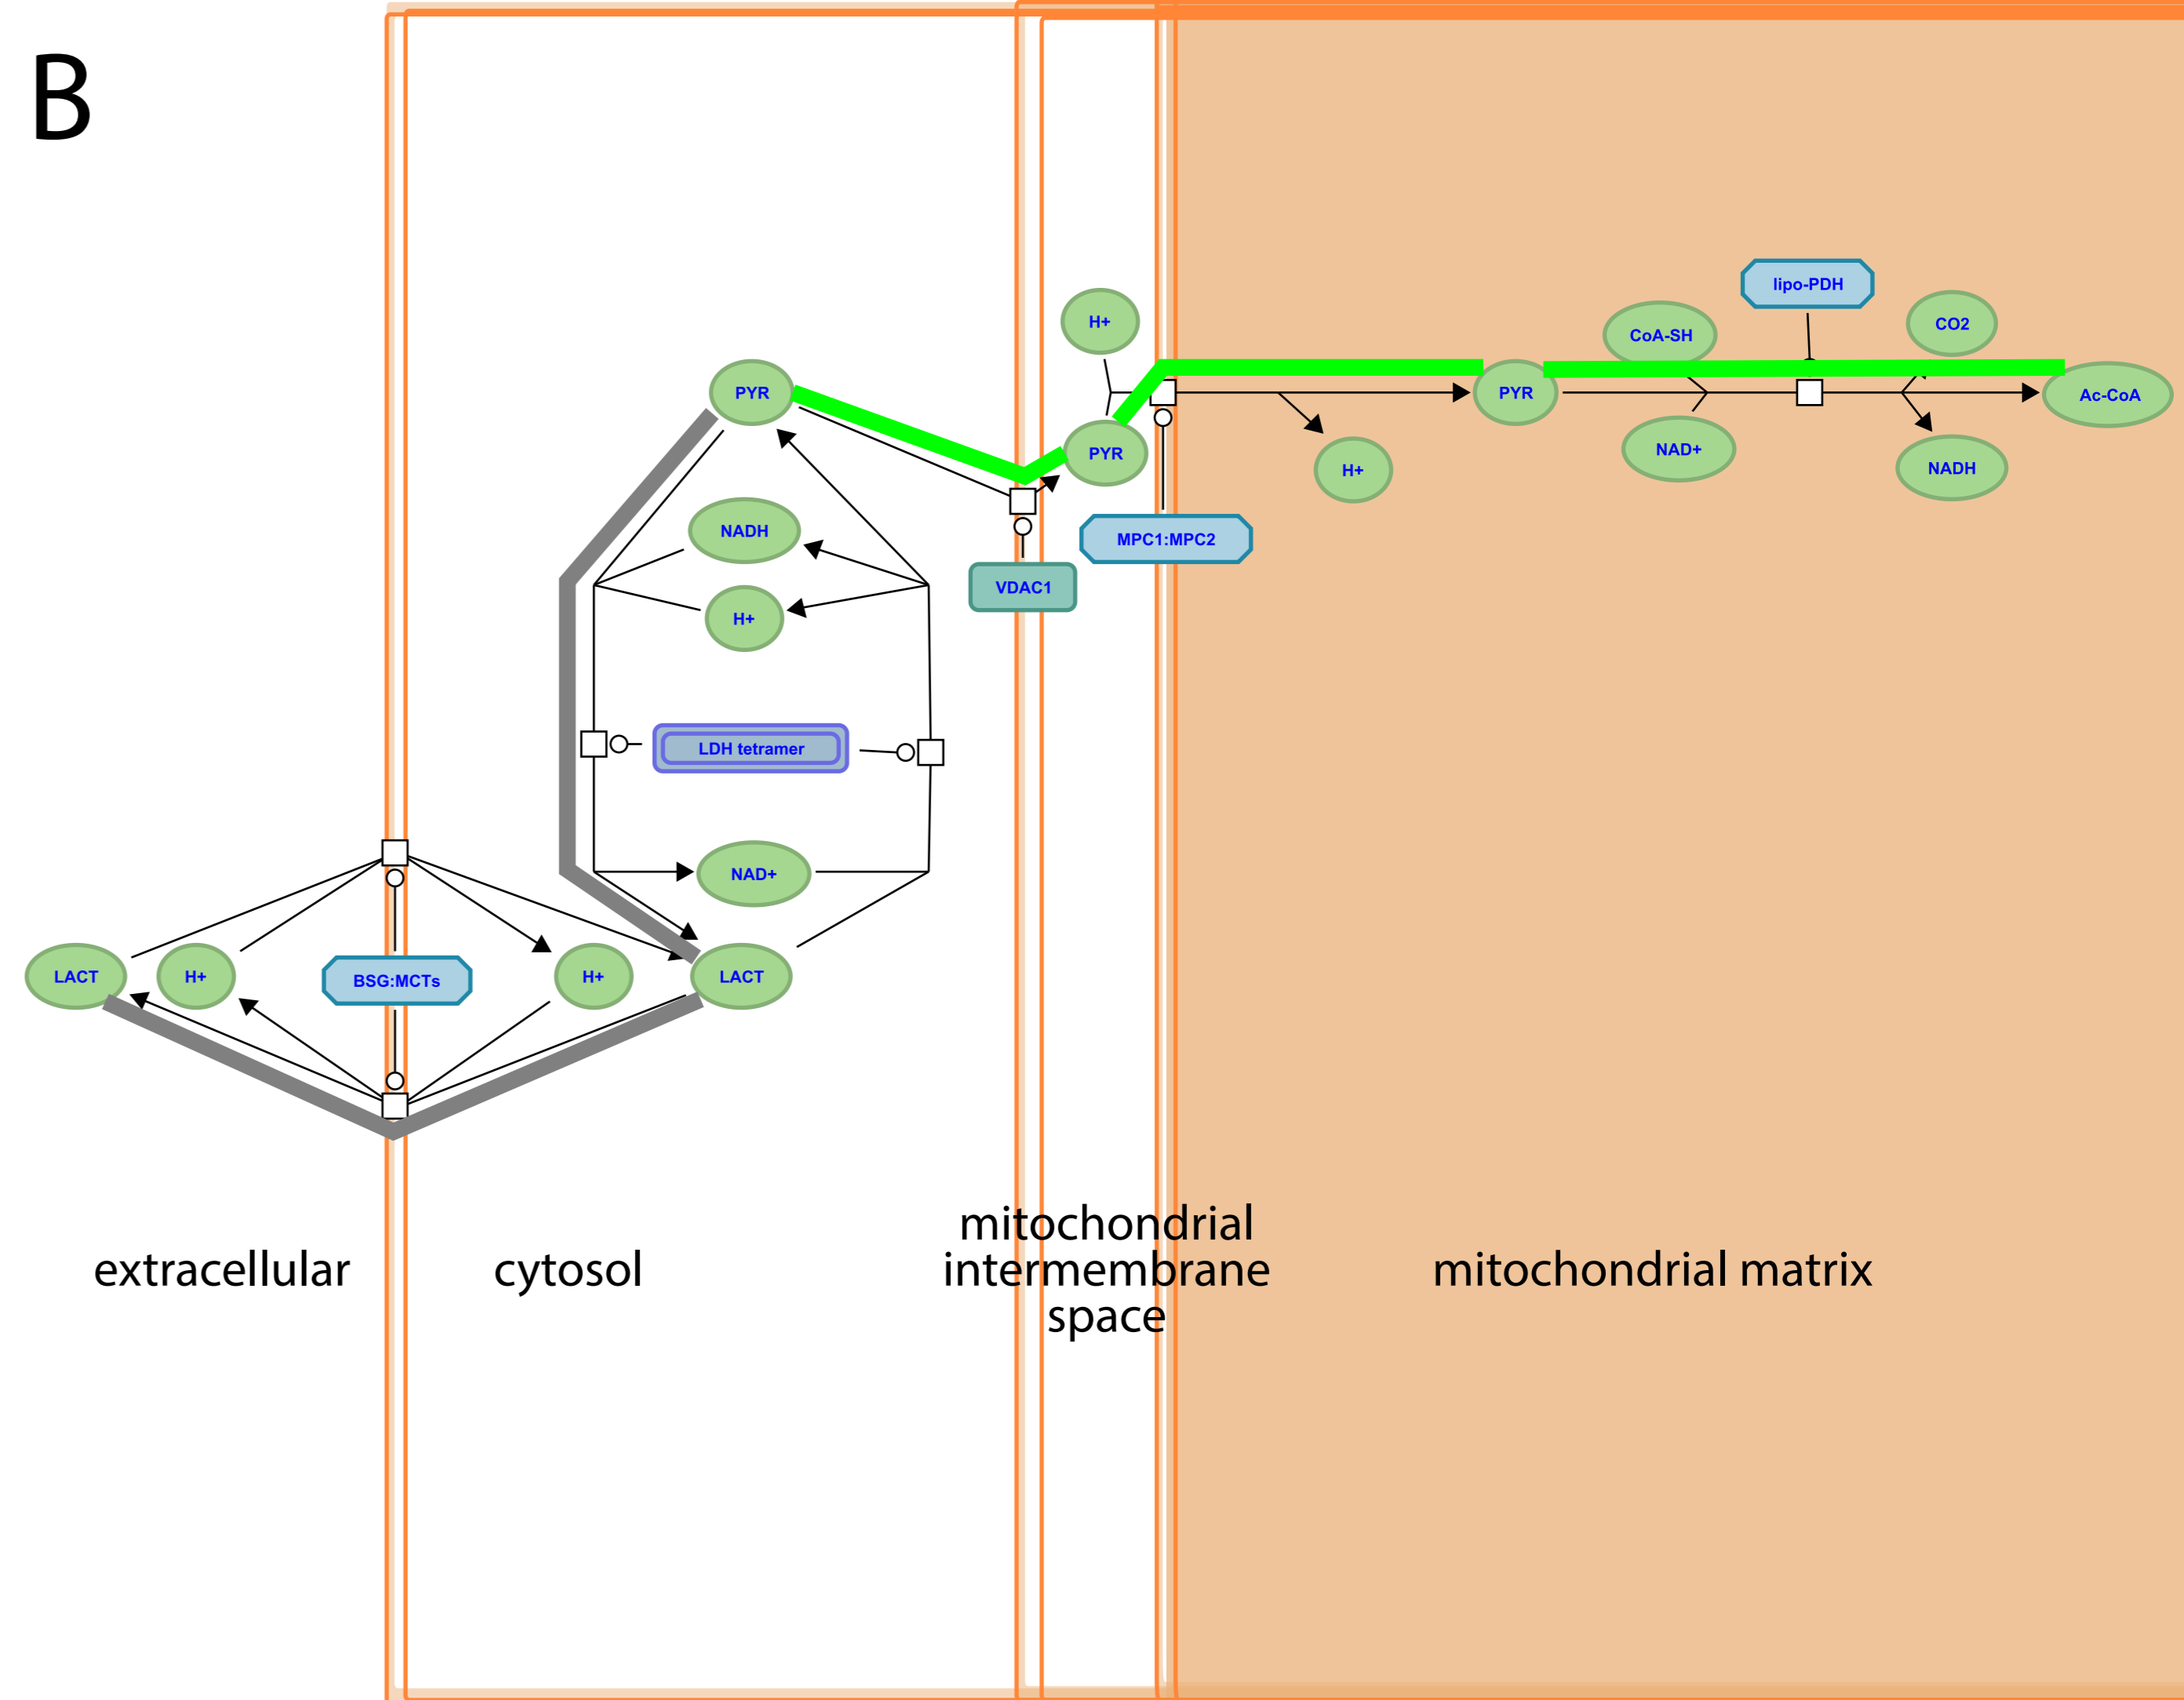 B
lipo-PDH
H+
CoA-SH
CO2
PYR
PYR
Ac-CoA
PYR
NAD+
H+
NADH
NADH
MPC1:MPC2
VDAC1
H+
LDH tetramer
NAD+
LACT
H+
BSG:MCTs
H+
LACT
extracellular
cytosol
mitochondrial
intermembrane
space
mitochondrial matrix